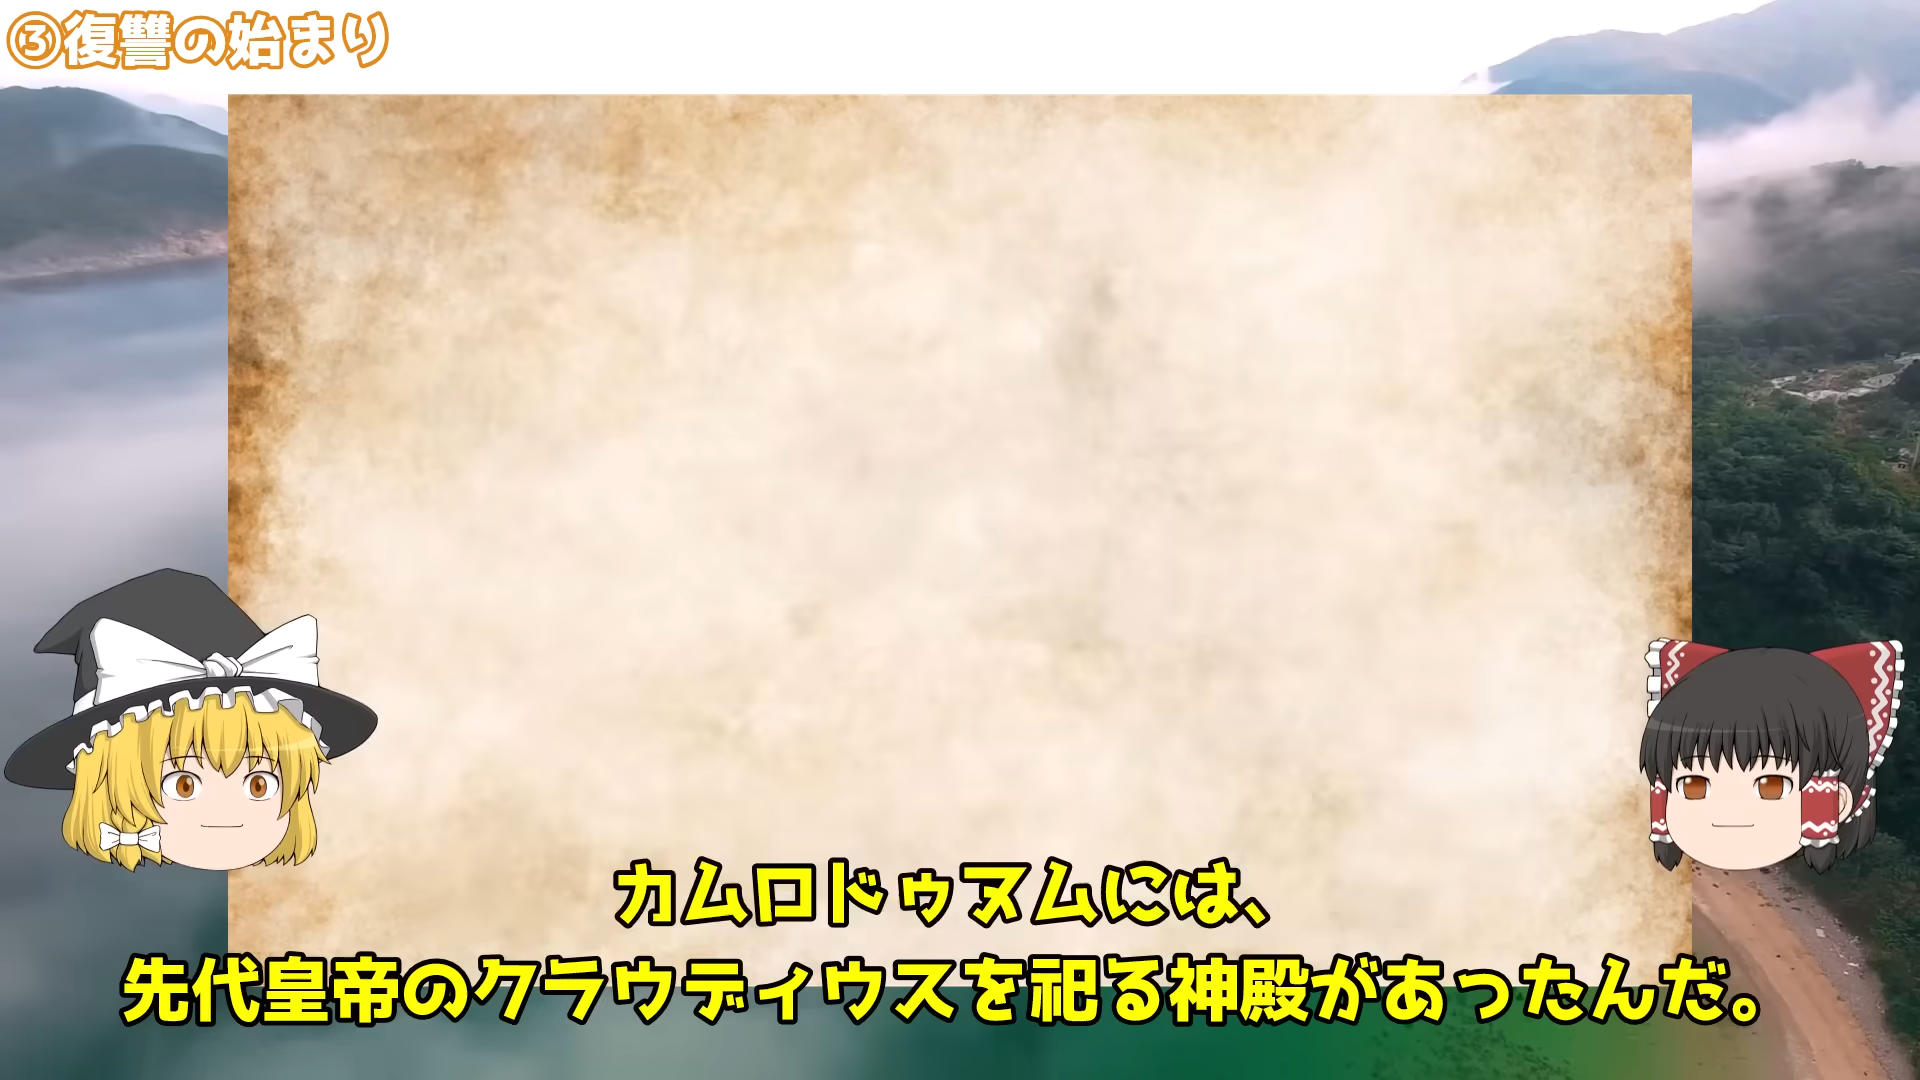 ③復讐の始まり
カムロドゥヌムには、
先代皇帝のクラウディウスを祀る神殿があったんだ。